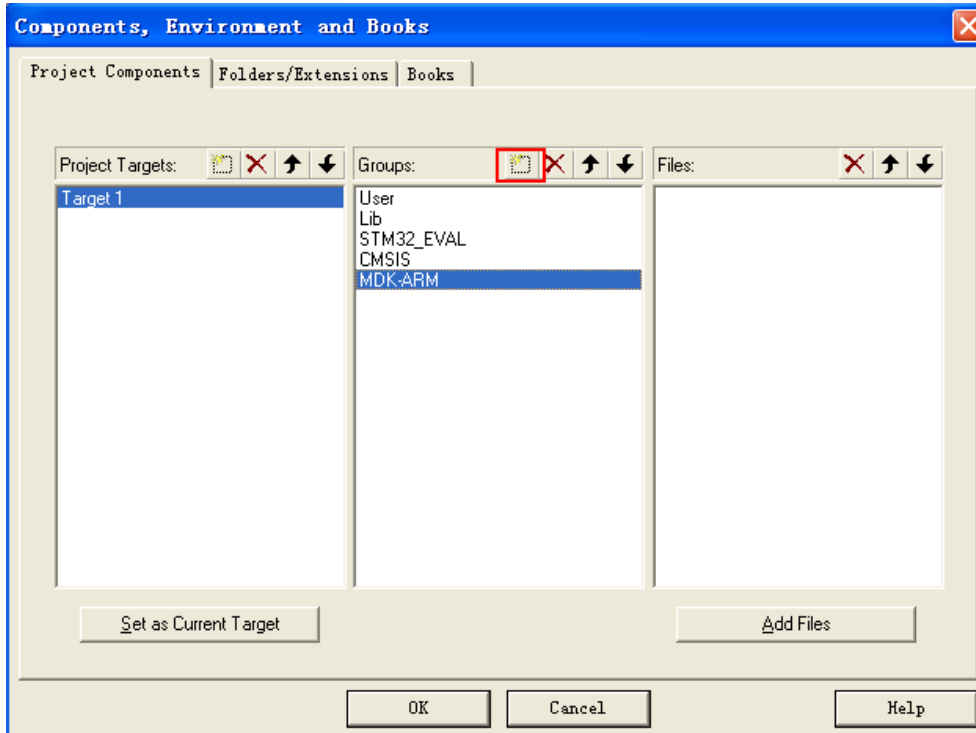 Components, Environment and Books
Project Components Folders/Extensions Books
Project Targets: Groups: Files:
Target 1
User
Lib
STM32_EVAL
CMSIS
MDK-ARM
Set as Current Target Add Files
OK Cancel Help